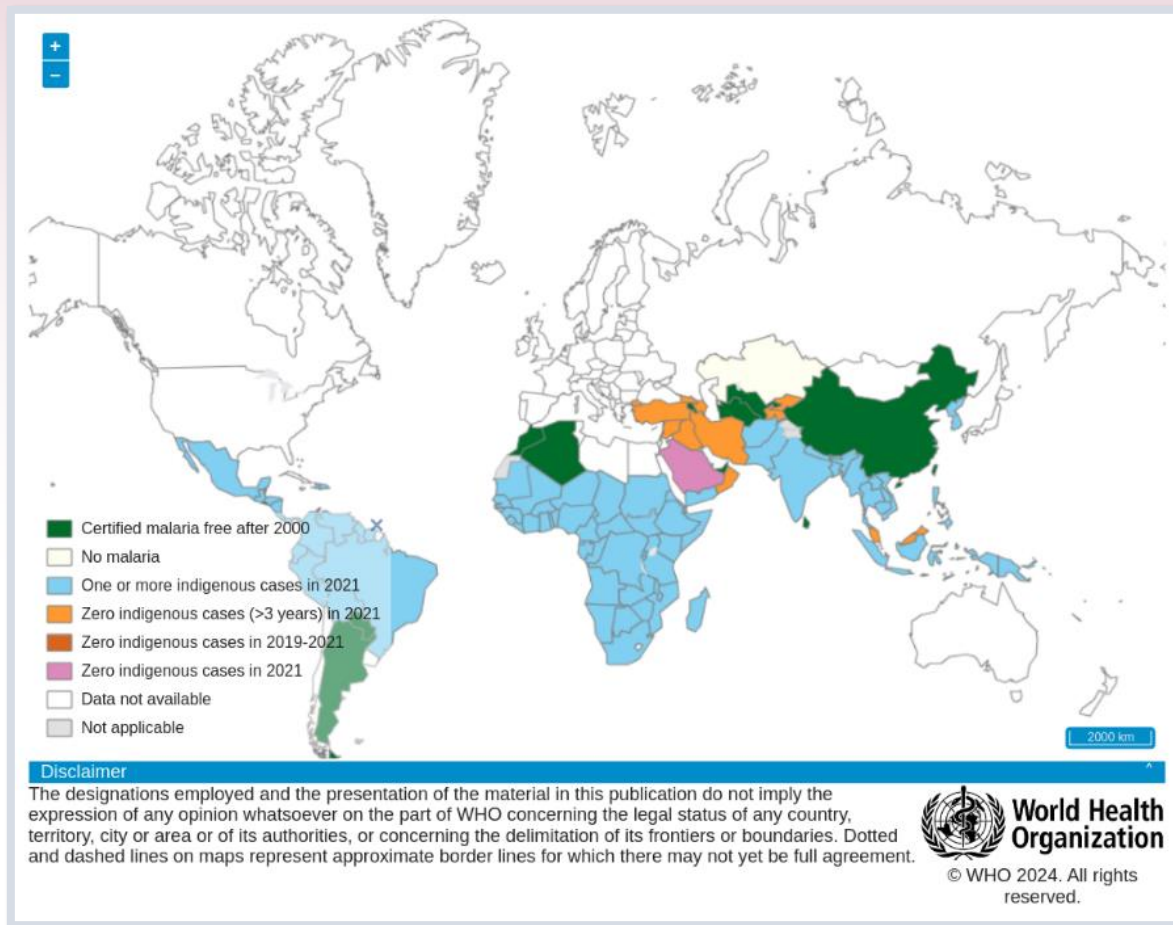 +
−
Certified malaria free after 2000
No malaria
One or more indigenous cases in 2021
Zero indigenous cases (>3 years) in 2021
Zero indigenous cases in 2019-2021
Zero indigenous cases in 2021
Data not available
Not applicable
2000 km
Disclaimer
The designations employed and the presentation of the material in this publication do not imply the
expression of any opinion whatsoever on the part of WHO concerning the legal status of any country,
territory, city or area or of its authorities, or concerning the delimitation of its frontiers or boundaries. Dotted
and dashed lines on maps represent approximate border lines for which there may not yet be full agreement.
World Health
Organization
© WHO 2024. All rights
reserved.